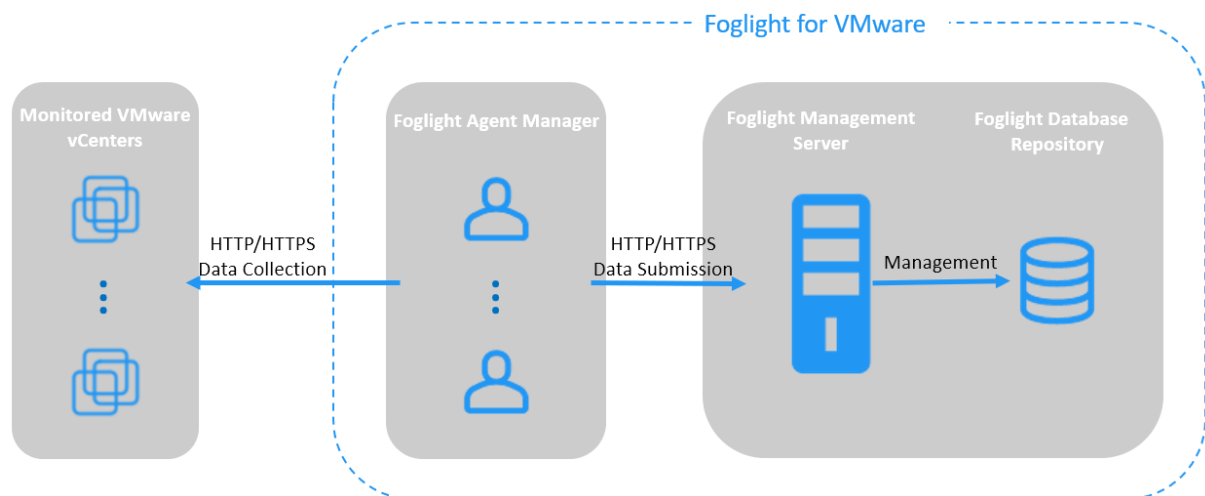 Foglight for VMware
Monitored VMware
vCenters
Foglight Agent Manager
Foglight Management
Server
Foglight Database
Repository
HTTP/HTTPS
Data Collection
HTTP/HTTPS
Data Submission
Management